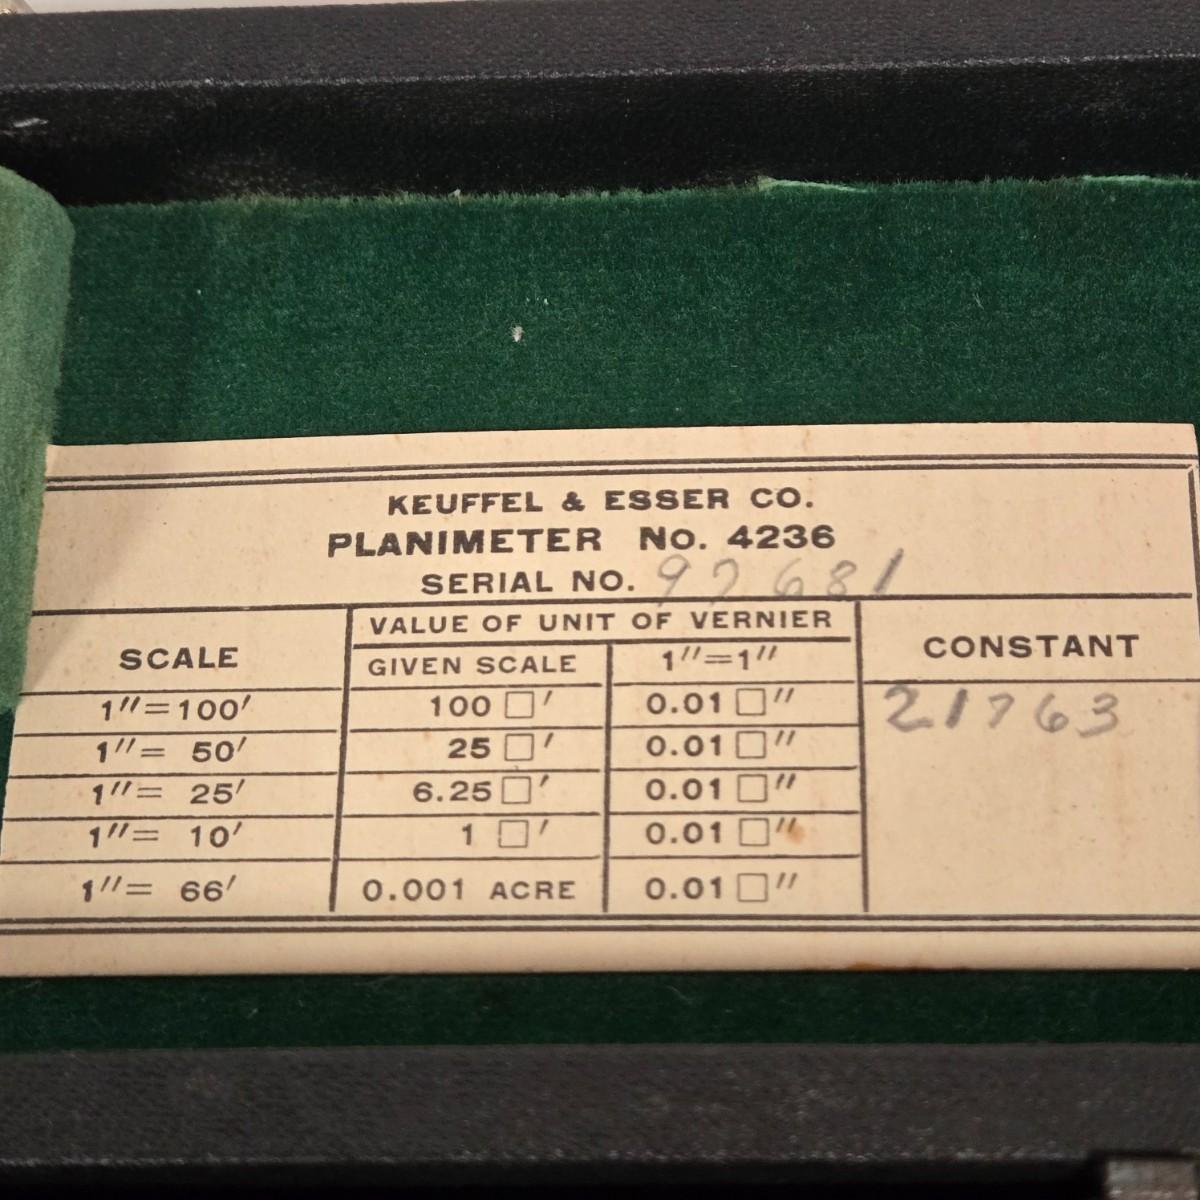 KEUFFEL & ESSER CO.
PLANIMETER No. 4236
SERIAL NO. 97681
SCALE
VALUE OF UNIT OF VERNIER
CONSTANT
GIVEN SCALE 1″=1″
1″=100′ 100 □′ 0.01 □″ 21763
1″= 50′ 25 □′ 0.01 □″
1″= 25′ 6.25 □′ 0.01 □″
1″= 10′ 1 □′ 0.01 □″
1″= 66′ 0.001 ACRE 0.01 □″